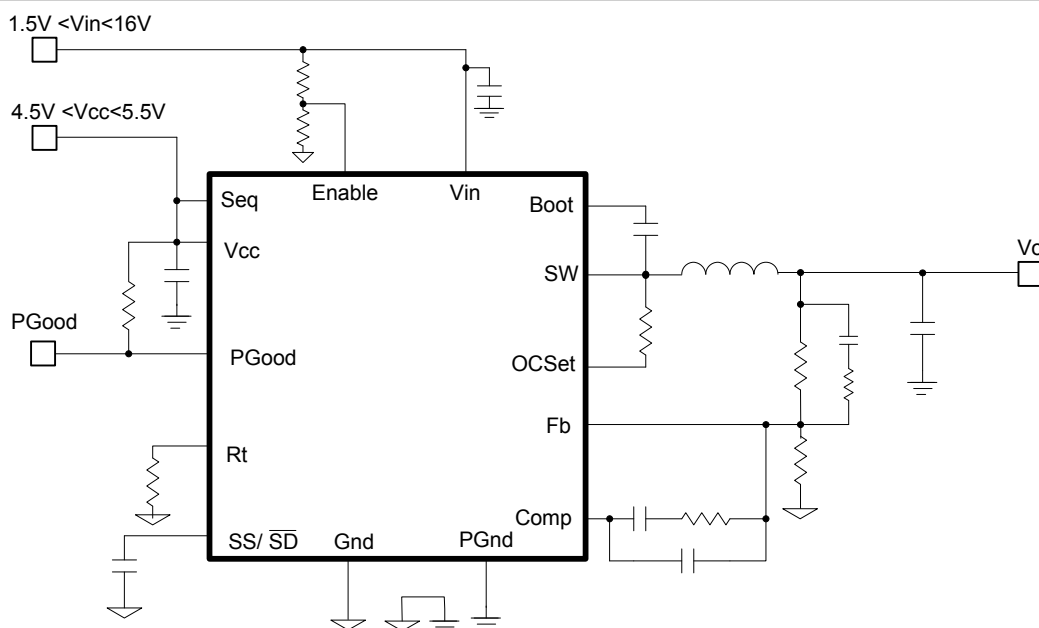 1.5V <Vin<16V
4.5V <Vcc<5.5V
Enable
Vin
Seq
Boot
Vcc
Vo
SW
PGood
PGood
OCSet
Fb
Rt
Comp
SS/ SD
Gnd
PGnd